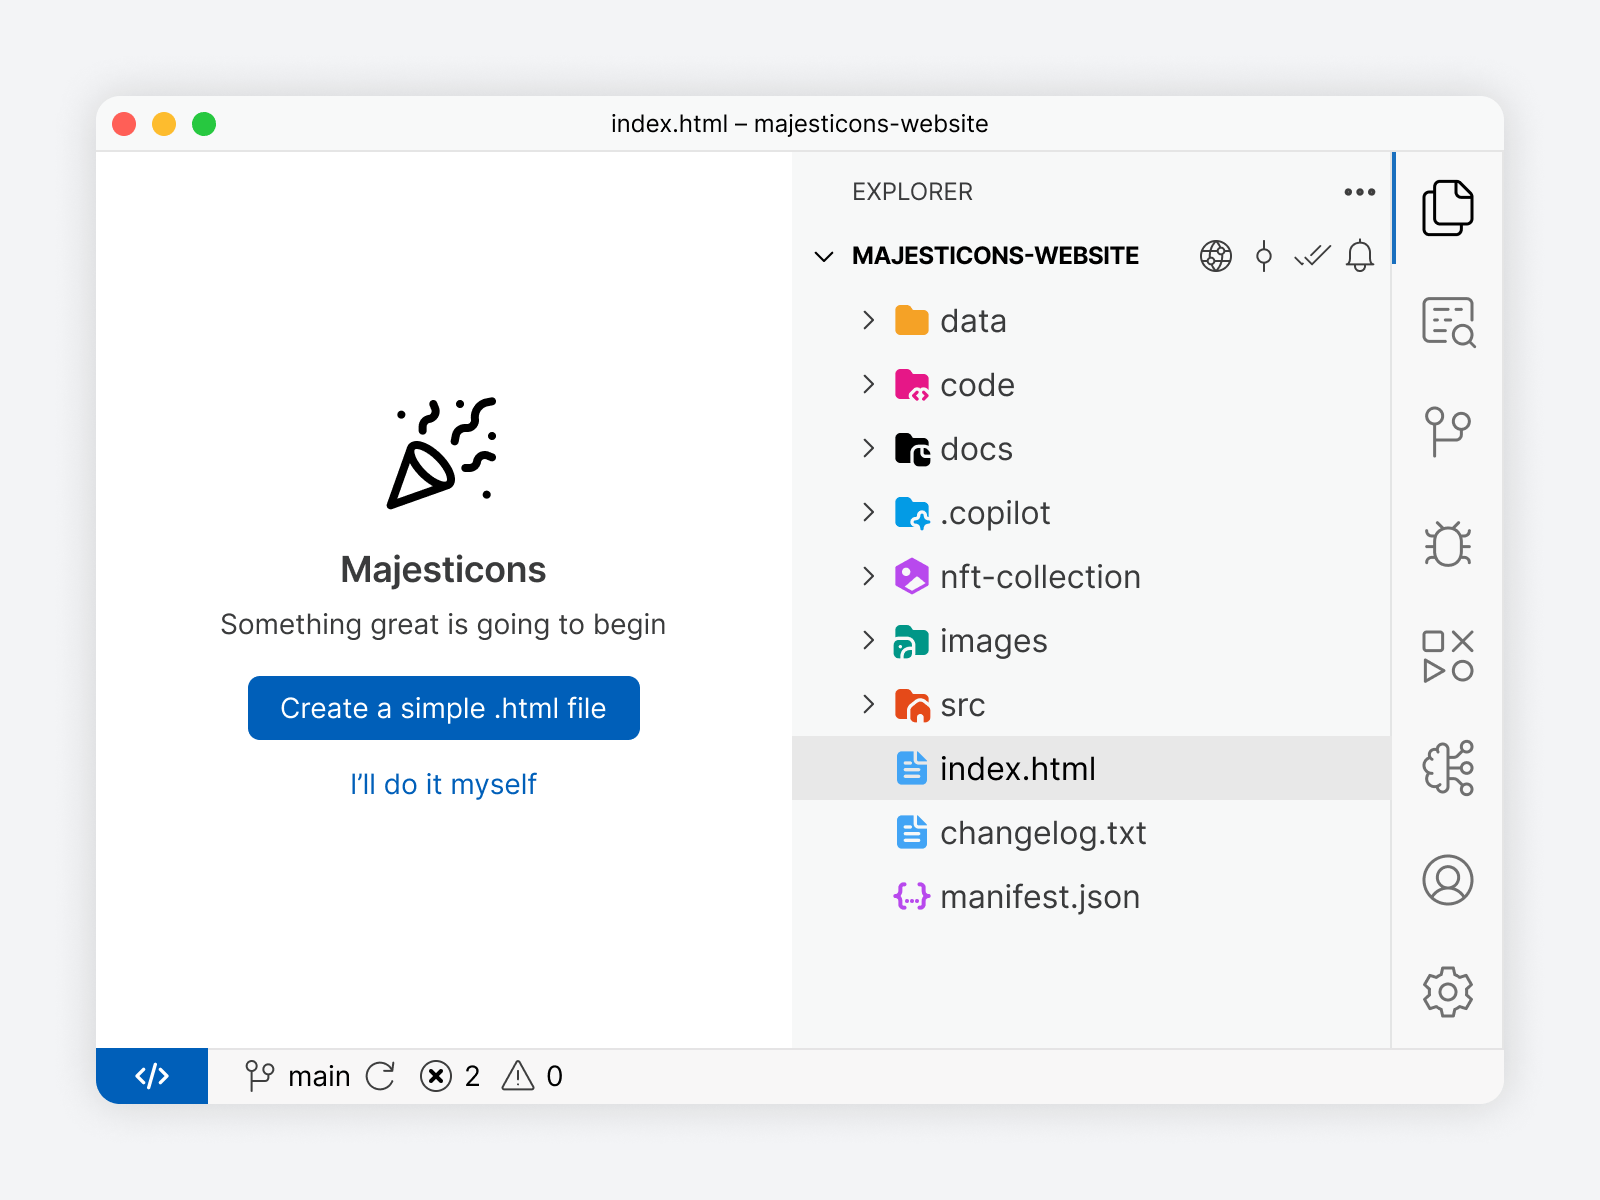 index.html – majesticons-website
Majesticons
Something great is going to begin
Create a simple .html file
I’ll do it myself
EXPLORER
MAJESTICONS-WEBSITE
data
code
docs
.copilot
nft-collection
images
src
index.html
changelog.txt
manifest.json
main 2 0